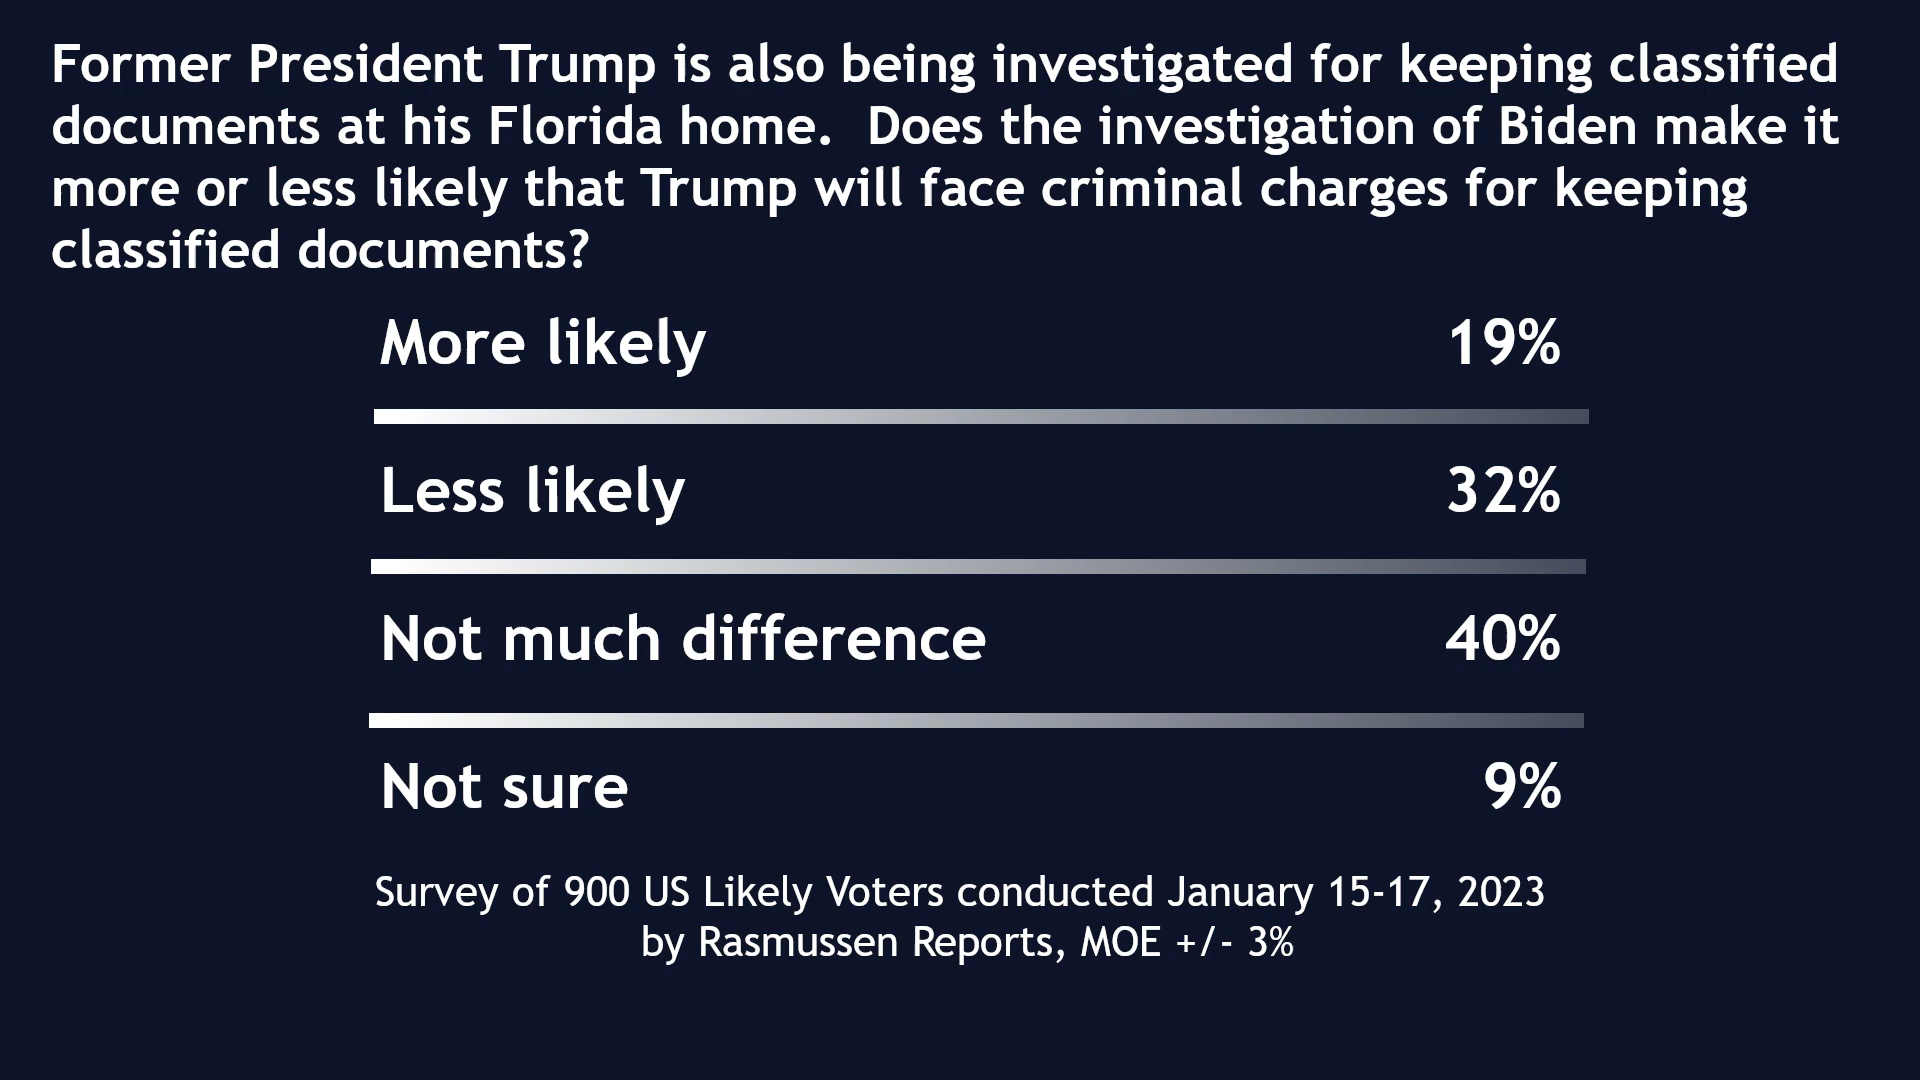 Former President Trump is also being investigated for keeping classified
documents at his Florida home.  Does the investigation of Biden make it
more or less likely that Trump will face criminal charges for keeping
classified documents?
More likely 19%
Less likely 32%
Not much difference 40%
Not sure 9%
Survey of 900 US Likely Voters conducted January 15-17, 2023
by Rasmussen Reports, MOE +/- 3%